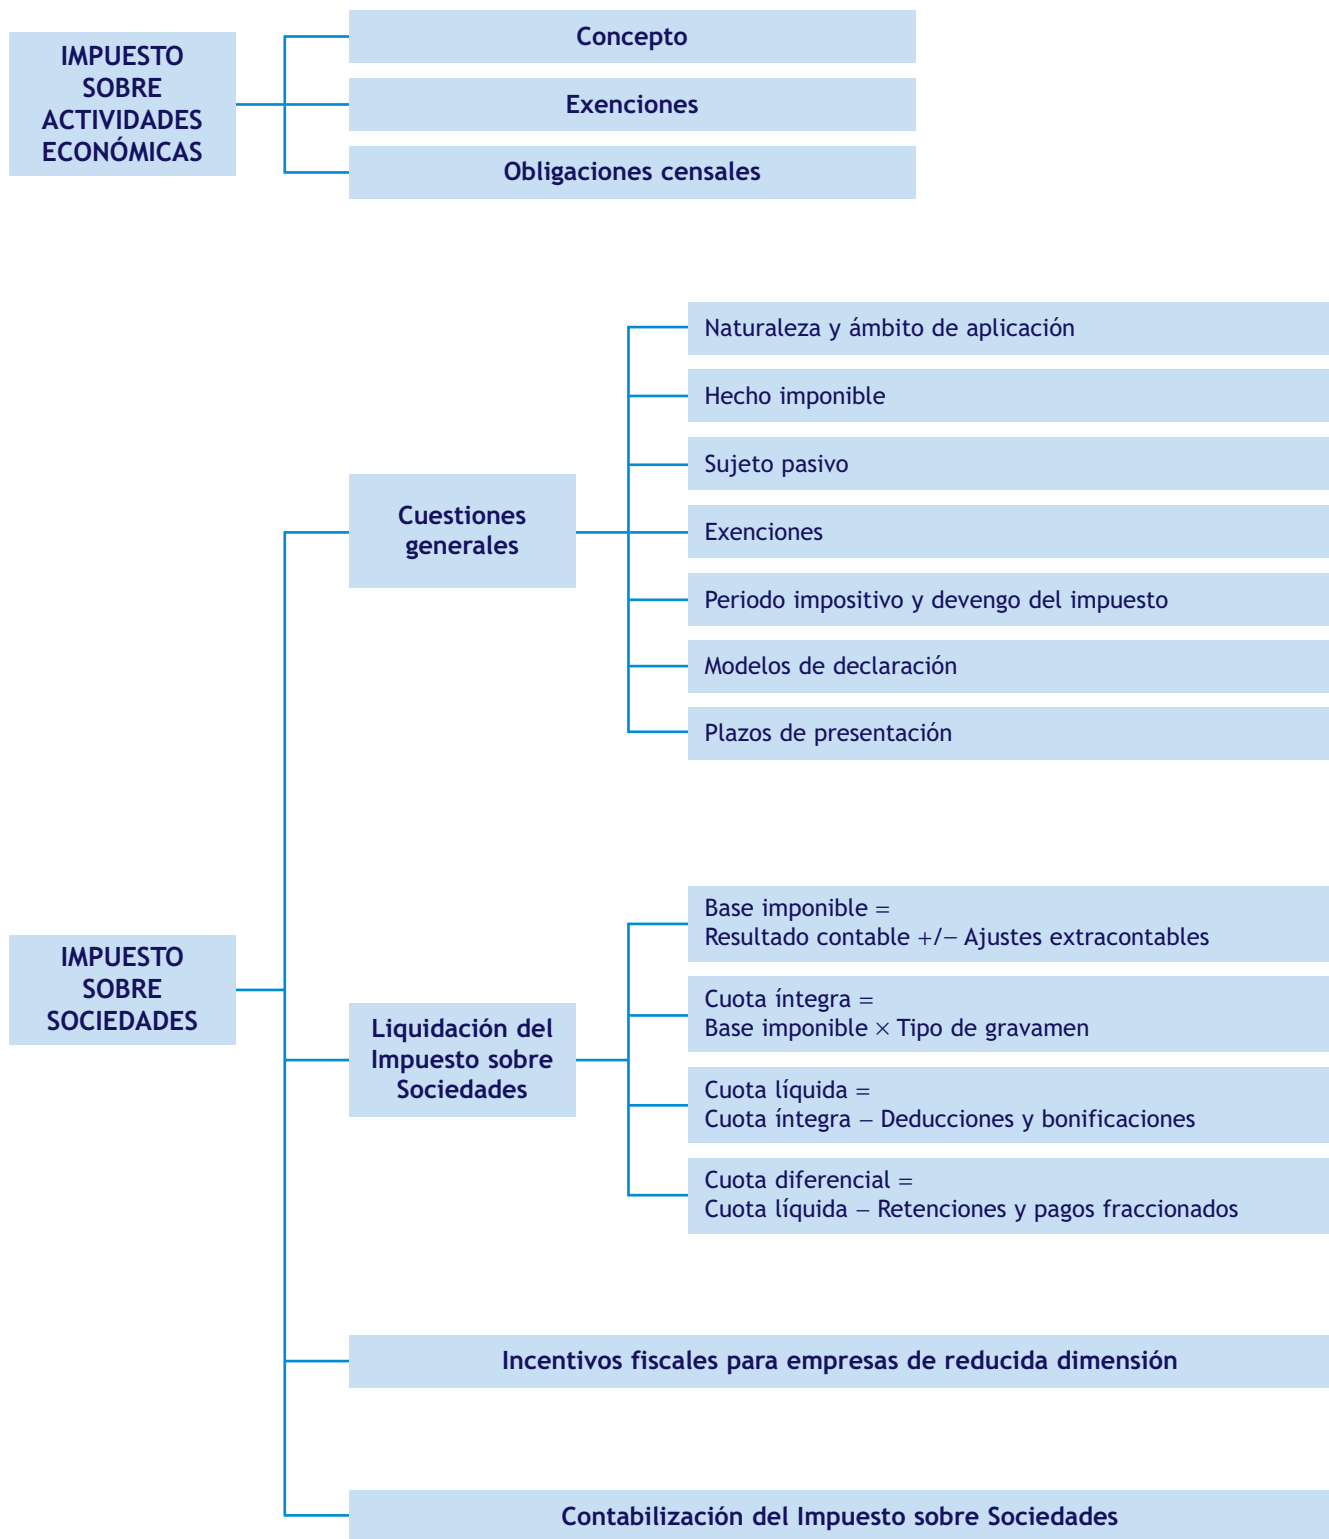 IMPUESTO
SOBRE
ACTIVIDADES
ECONÓMICAS
Concepto
Exenciones
Obligaciones censales
IMPUESTO
SOBRE
SOCIEDADES
Cuestiones
generales
Naturaleza y ámbito de aplicación
Hecho imponible
Sujeto pasivo
Exenciones
Periodo impositivo y devengo del impuesto
Modelos de declaración
Plazos de presentación
Liquidación del
Impuesto sobre
Sociedades
Base imponible =
Resultado contable +/− Ajustes extracontables
Cuota íntegra =
Base imponible × Tipo de gravamen
Cuota líquida =
Cuota íntegra − Deducciones y bonificaciones
Cuota diferencial =
Cuota líquida − Retenciones y pagos fraccionados
Incentivos fiscales para empresas de reducida dimensión
Contabilización del Impuesto sobre Sociedades